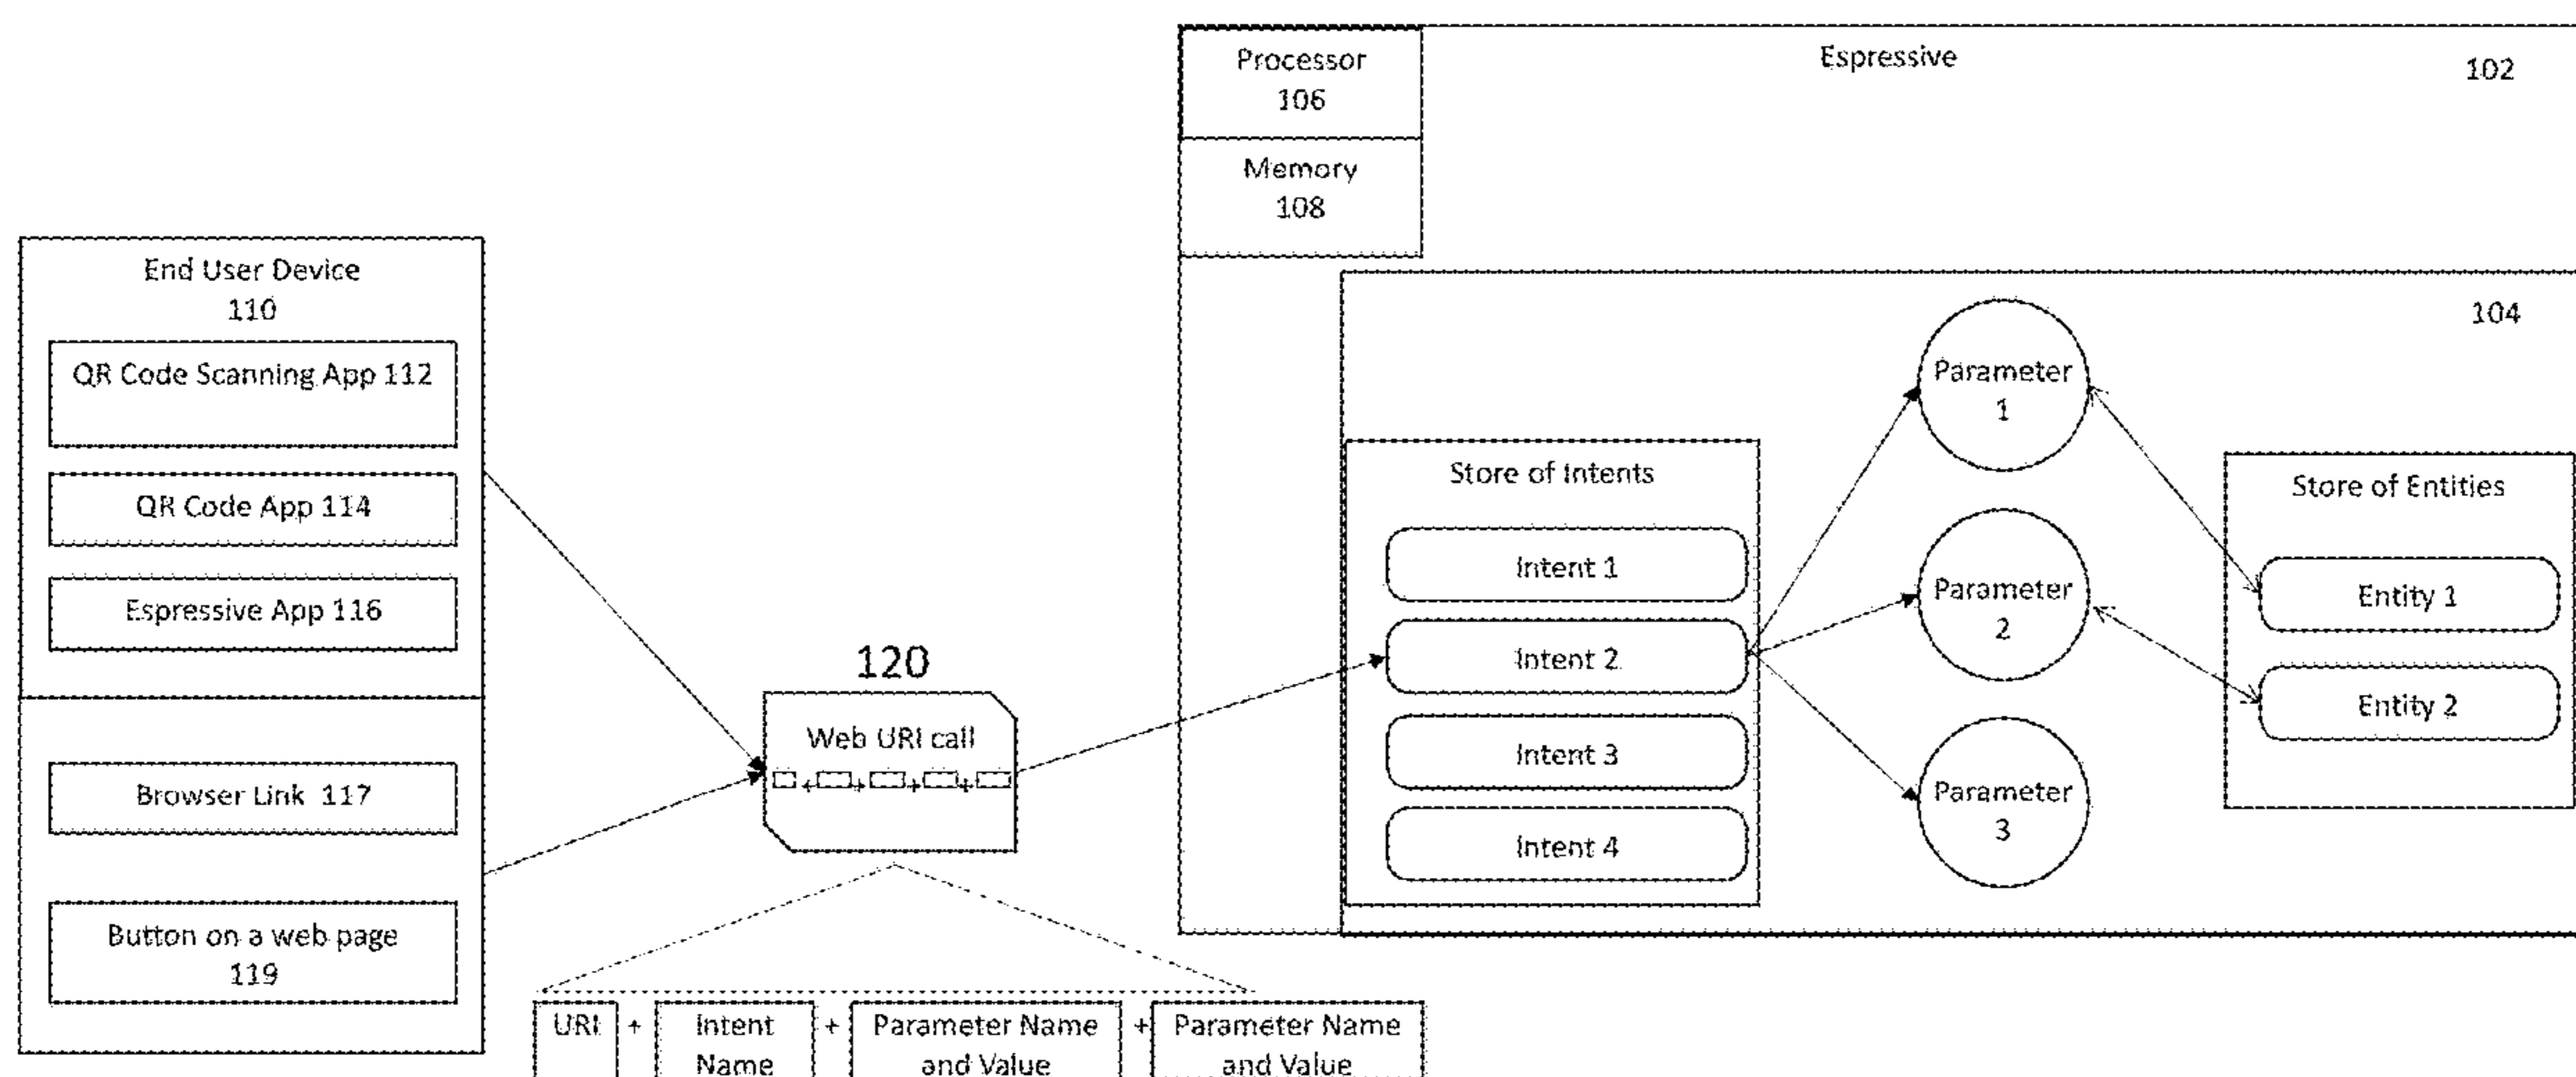 Processor
106
Espressive
102
Memory
108
End User Device
110
QR Code Scanning App 112
QR Code App 114
Espressive App 116
Browser Link 117
Button on a web page
119
120
Web URI call
+ + + +
URI + Intent + Parameter Name + Parameter Name
Name and Value and Value
104
Store of Intents
Intent 1
Intent 2
Intent 3
Intent 4
Parameter
1
Parameter
2
Parameter
3
Store of Entities
Entity 1
Entity 2